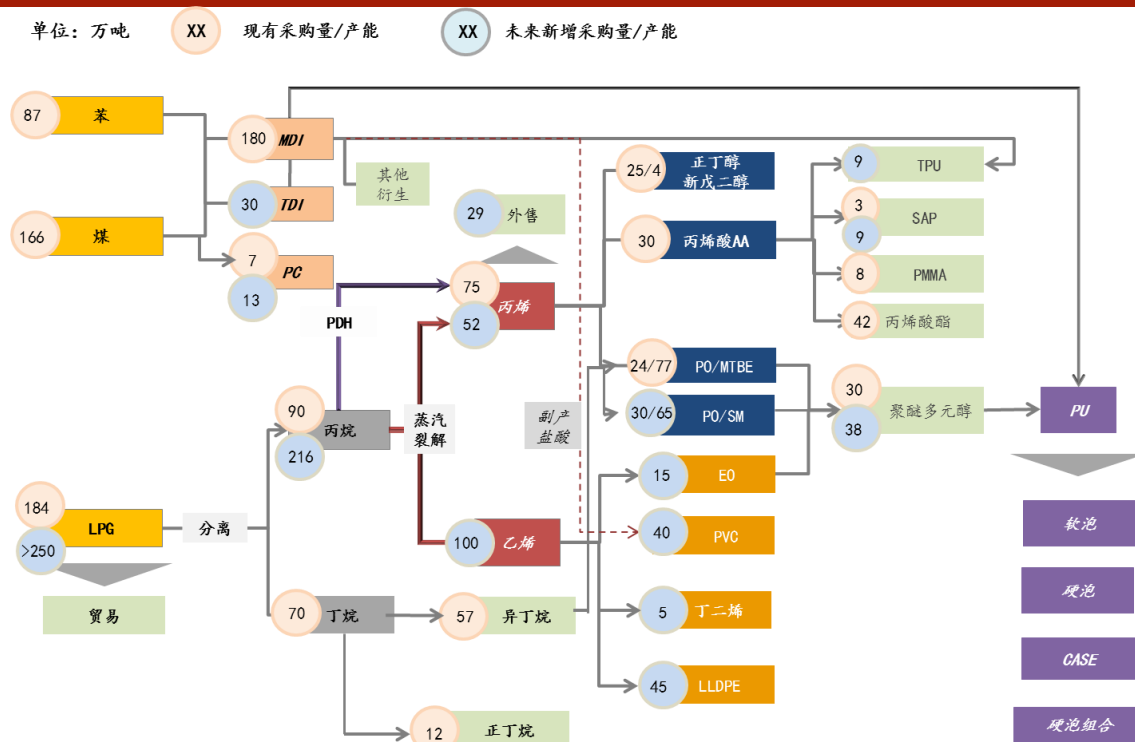 单位：万吨
XX
现有采购量/产能
XX
未来新增采购量/产能
87
苯
180
MDI
其他
衍生
30
TDI
166
煤
7
PC
13
29
外售
25/4
正丁醇
新戊二醇
30
丙烯酸AA
9
TPU
3
SAP
9
8
PMMA
42
丙烯酸酯
75
丙烯
52
PDH
24/77
PO/MTBE
30/65
PO/SM
30
聚醚多元醇
38
PU
90
丙烷
216
蒸汽
裂解
副产
盐酸
15
EO
184
LPG
>250
分离
100
乙烯
40
PVC
贸易
70
丁烷
57
异丁烷
5
丁二烯
45
LLDPE
12
正丁烷
软泡
硬泡
CASE
硬泡组合